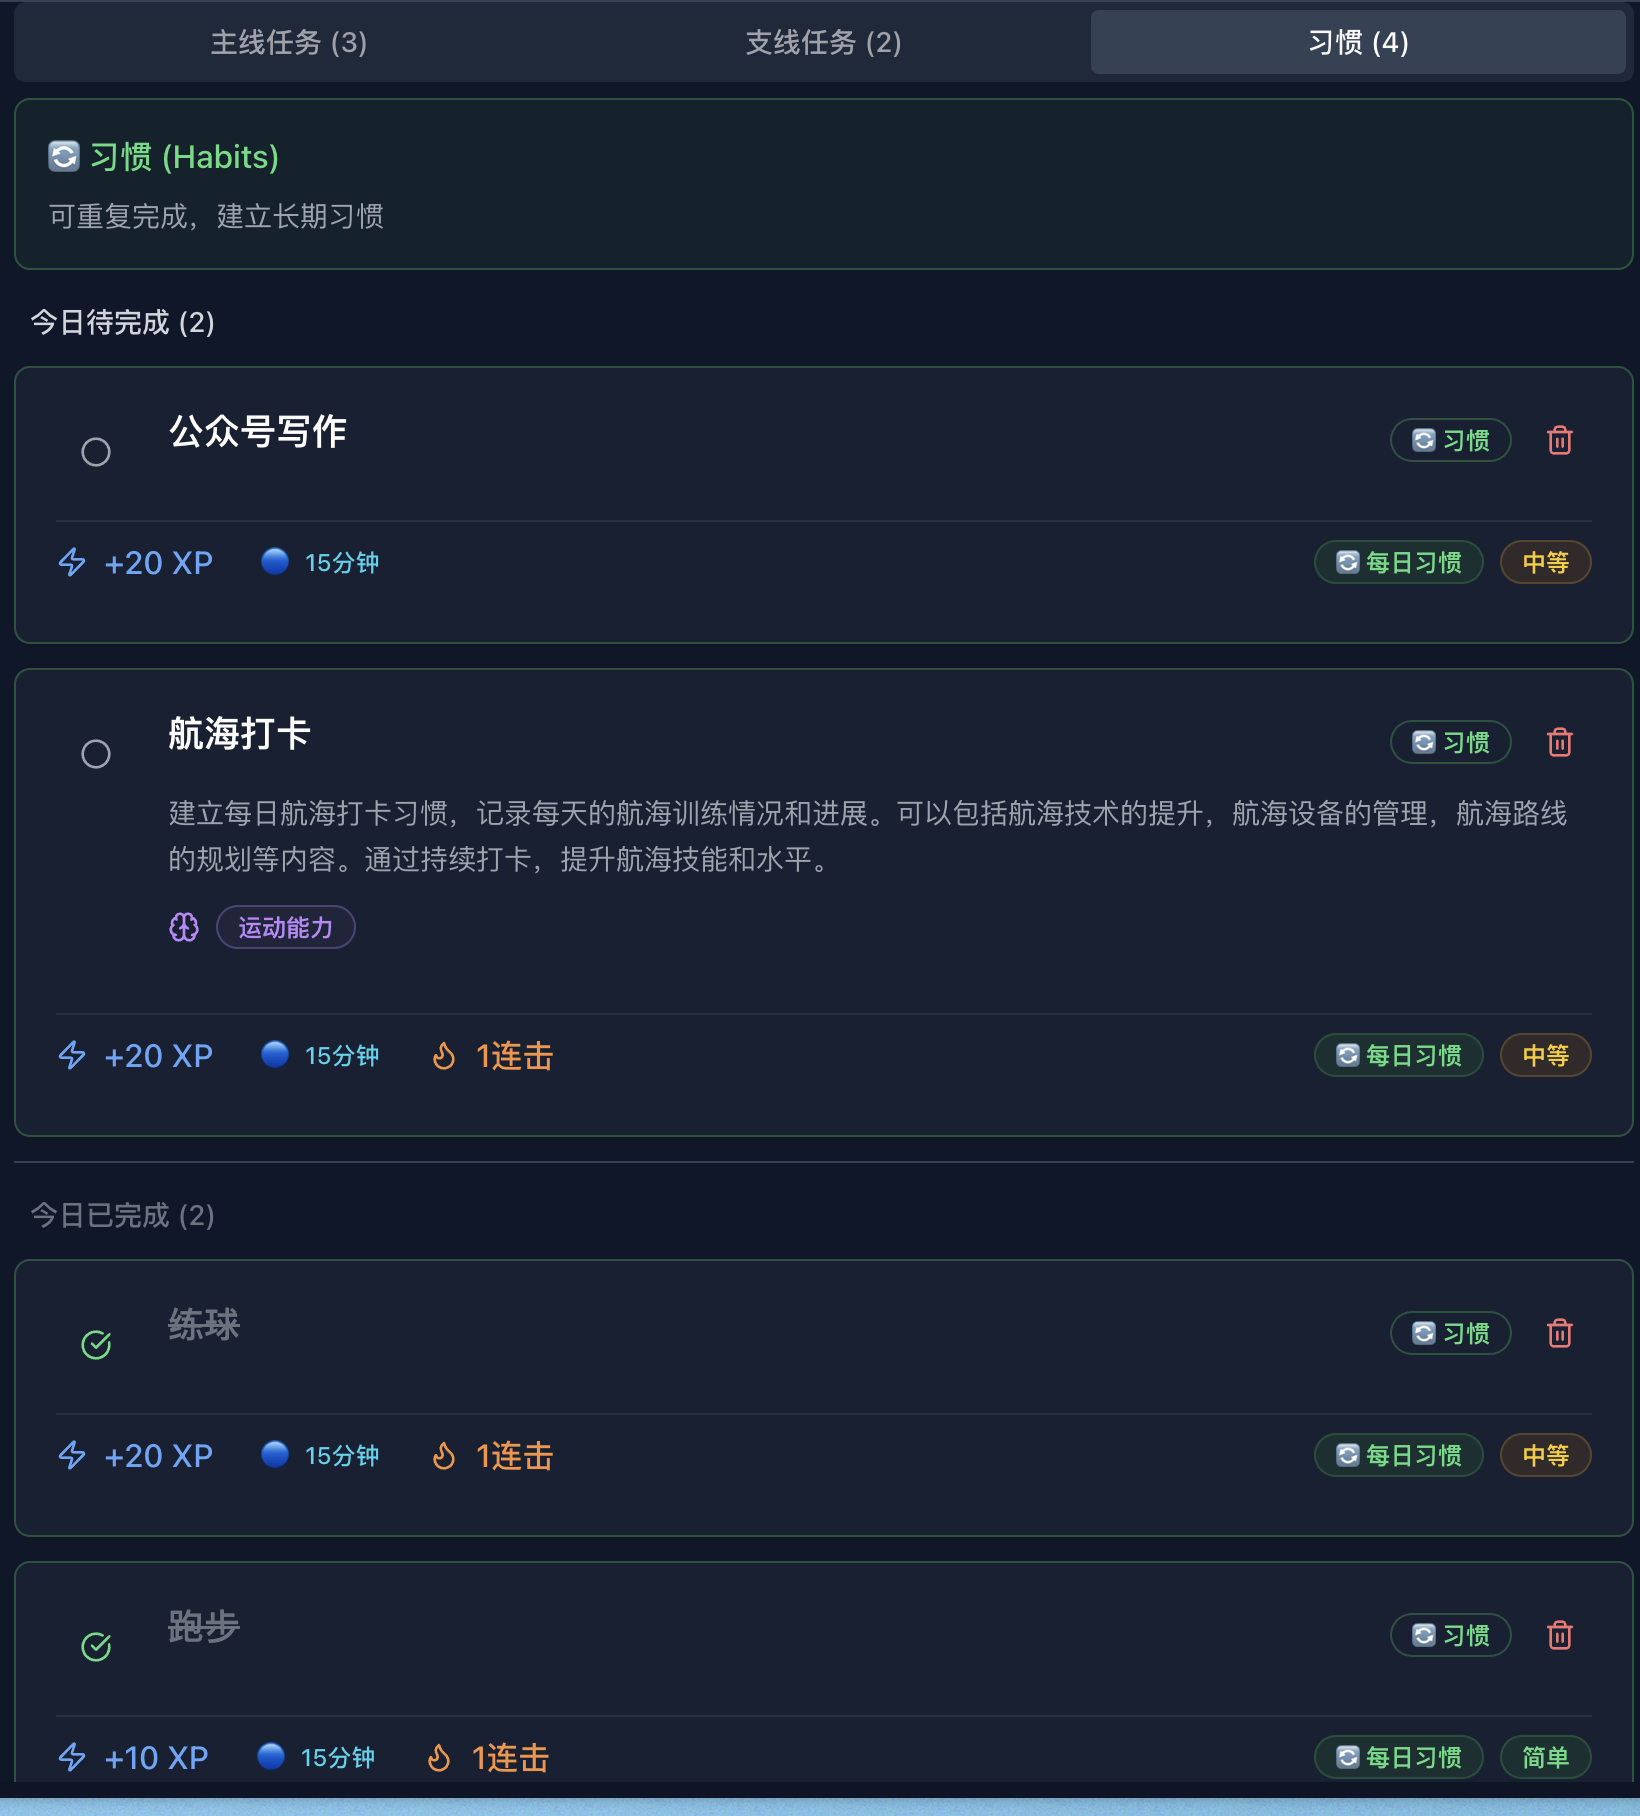 主线任务 (3)
支线任务 (2)
习惯 (4)
习惯 (Habits)
可重复完成，建立长期习惯
今日待完成 (2)
公众号写作
习惯
+20 XP
15分钟
每日习惯
中等
航海打卡
习惯
建立每日航海打卡习惯，记录每天的航海训练情况和进展。可以包括航海技术的提升，航海设备的管理，航海路线
的规划等内容。通过持续打卡，提升航海技能和水平。
运动能力
+20 XP
15分钟
1连击
每日习惯
中等
今日已完成 (2)
练球
习惯
+20 XP
15分钟
1连击
每日习惯
中等
跑步
习惯
+10 XP
15分钟
1连击
每日习惯
简单